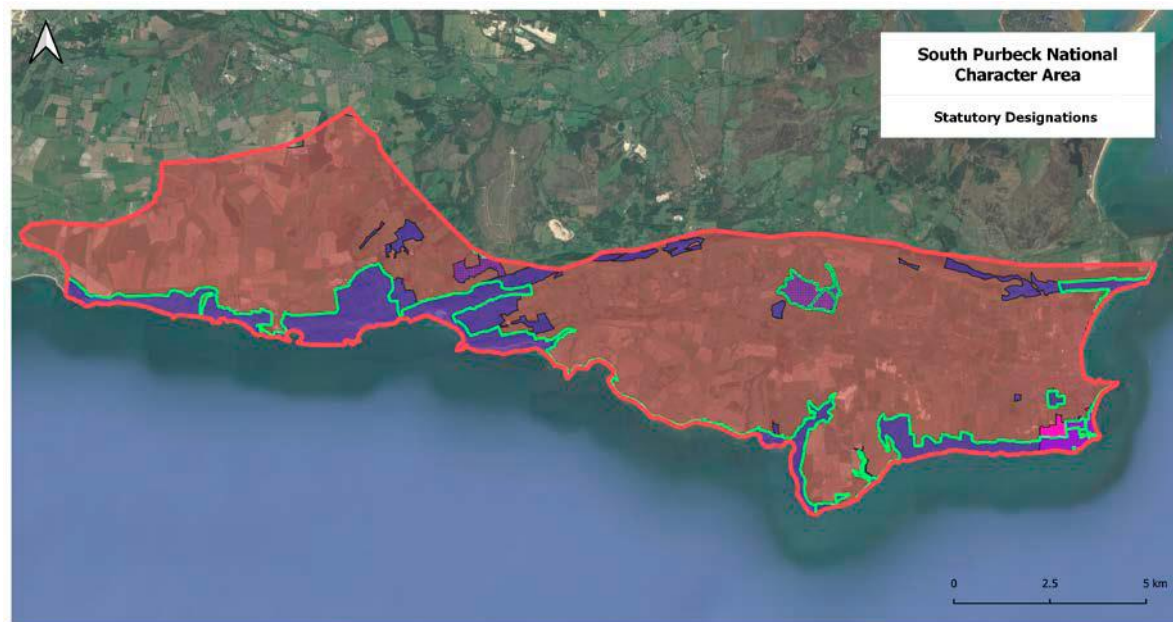 South Purbeck National
Character Area
Statutory Designations
0
2.5
5 km